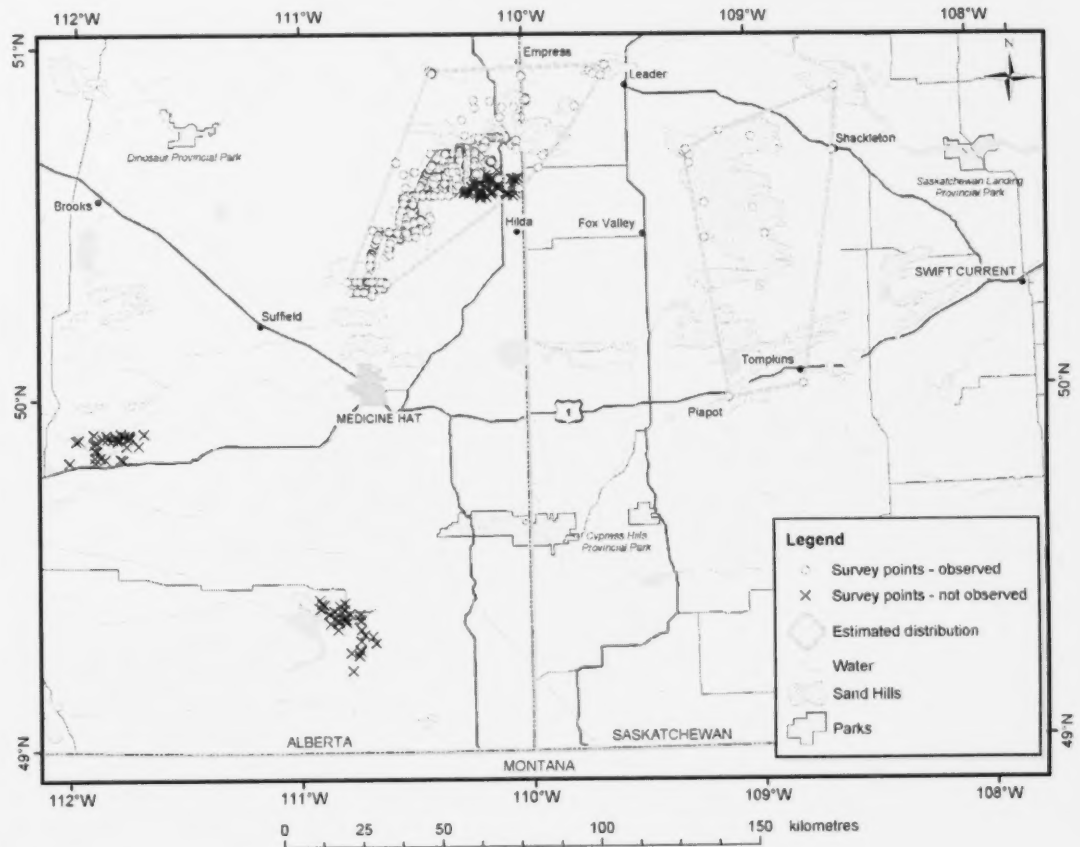 112°W 111°W 110°W 109°W 108°W
51°N
51°N
N
Empress
Leader
Dinosaur Provincial Park
Shackleton
Saskatchewan Landing
Provincial Park
Brooks
Hilda
Fox Valley
SWIFT CURRENT
Suffield
Tompkins
50°N
50°N
MEDICINE HAT
1
Piapot
Cypress Hills
Provincial Park
Legend
Survey points - observed
Survey points - not observed
Estimated distribution
Water
Sand Hills
Parks
ALBERTA
SASKATCHEWAN
49°N
49°N
MONTANA
112°W 111°W 110°W 109°W 108°W
0 25 50 100 150 kilometres